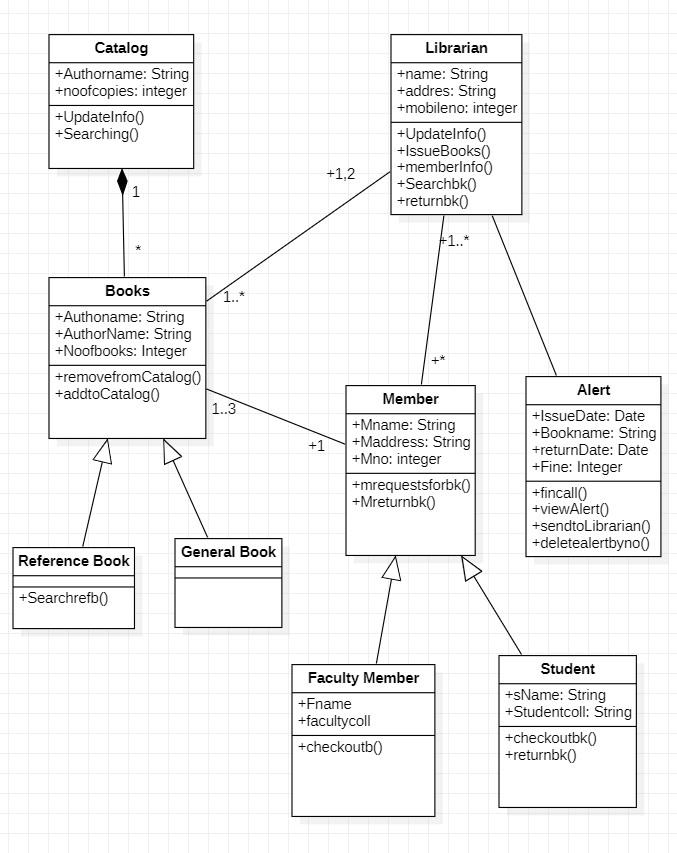 Catalog
+Authorname: String
+noofcopies: integer
+UpdateInfo()
+Searching()
1
*
Librarian
+name: String
+addres: String
+mobileno: integer
+UpdateInfo()
+IssueBooks()
+memberInfo()
+Searchbk()
+returnbk()
+1,2
1..*
+1..*
+*
Books
+Authoname: String
+AuthorName: String
+Noofbooks: Integer
+removefromCatalog()
+addtoCatalog()
1..3
+1
Member
+Mname: String
+Maddress: String
+Mno: integer
+mrequestsforbk()
+Mreturnbk()
Alert
+IssueDate: Date
+Bookname: String
+returnDate: Date
+Fine: Integer
+fincall()
+viewAlert()
+sendtoLibrarian()
+deletealertbyno()
Reference Book
+Searchrefb()
General Book
Faculty Member
+Fname
+facultycoll
+checkoutb()
Student
+sName: String
+Studentcoll: String
+checkoutbk()
+returnbk()